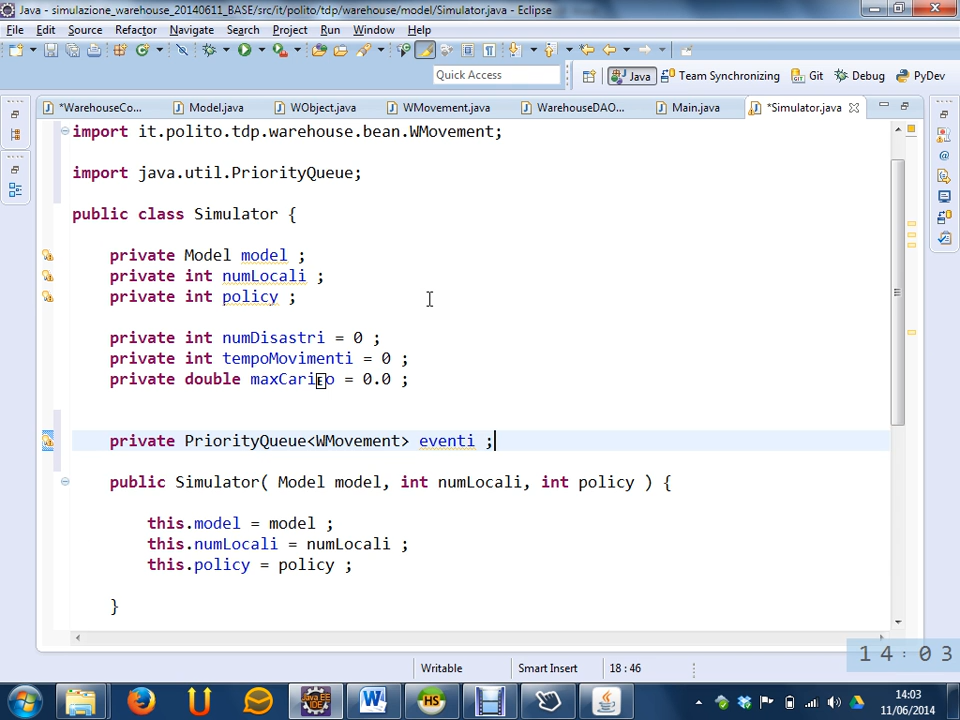 Java - simulazione_warehouse_20140611_BASE/src/it/polito/tdp/warehouse/model/Simulator.java - Eclipse
File Edit Source Refactor Navigate Search Project Run Window Help
Quick Access
Java Team Synchronizing Git Debug PyDev
*WarehouseCo... Model.java WObject.java WMovement.java WarehouseDAO... Main.java *Simulator.java
import it.polito.tdp.warehouse.bean.WMovement;
import java.util.PriorityQueue;
public class Simulator {
private Model model ;
private int numLocali ;
private int policy ;
private int numDisastri = 0 ;
private int tempoMovimenti = 0 ;
private double = 0.0 ;
private PriorityQueue<WMovement> eventi ;
public Simulator( Model model, int numLocali, int policy ) {
this.model = model ;
this.numLocali = numLocali ;
this.policy = policy ;
}
14:03
Writable Smart Insert 18 : 46
Java EE IDE W HS
14:03
11/06/2014